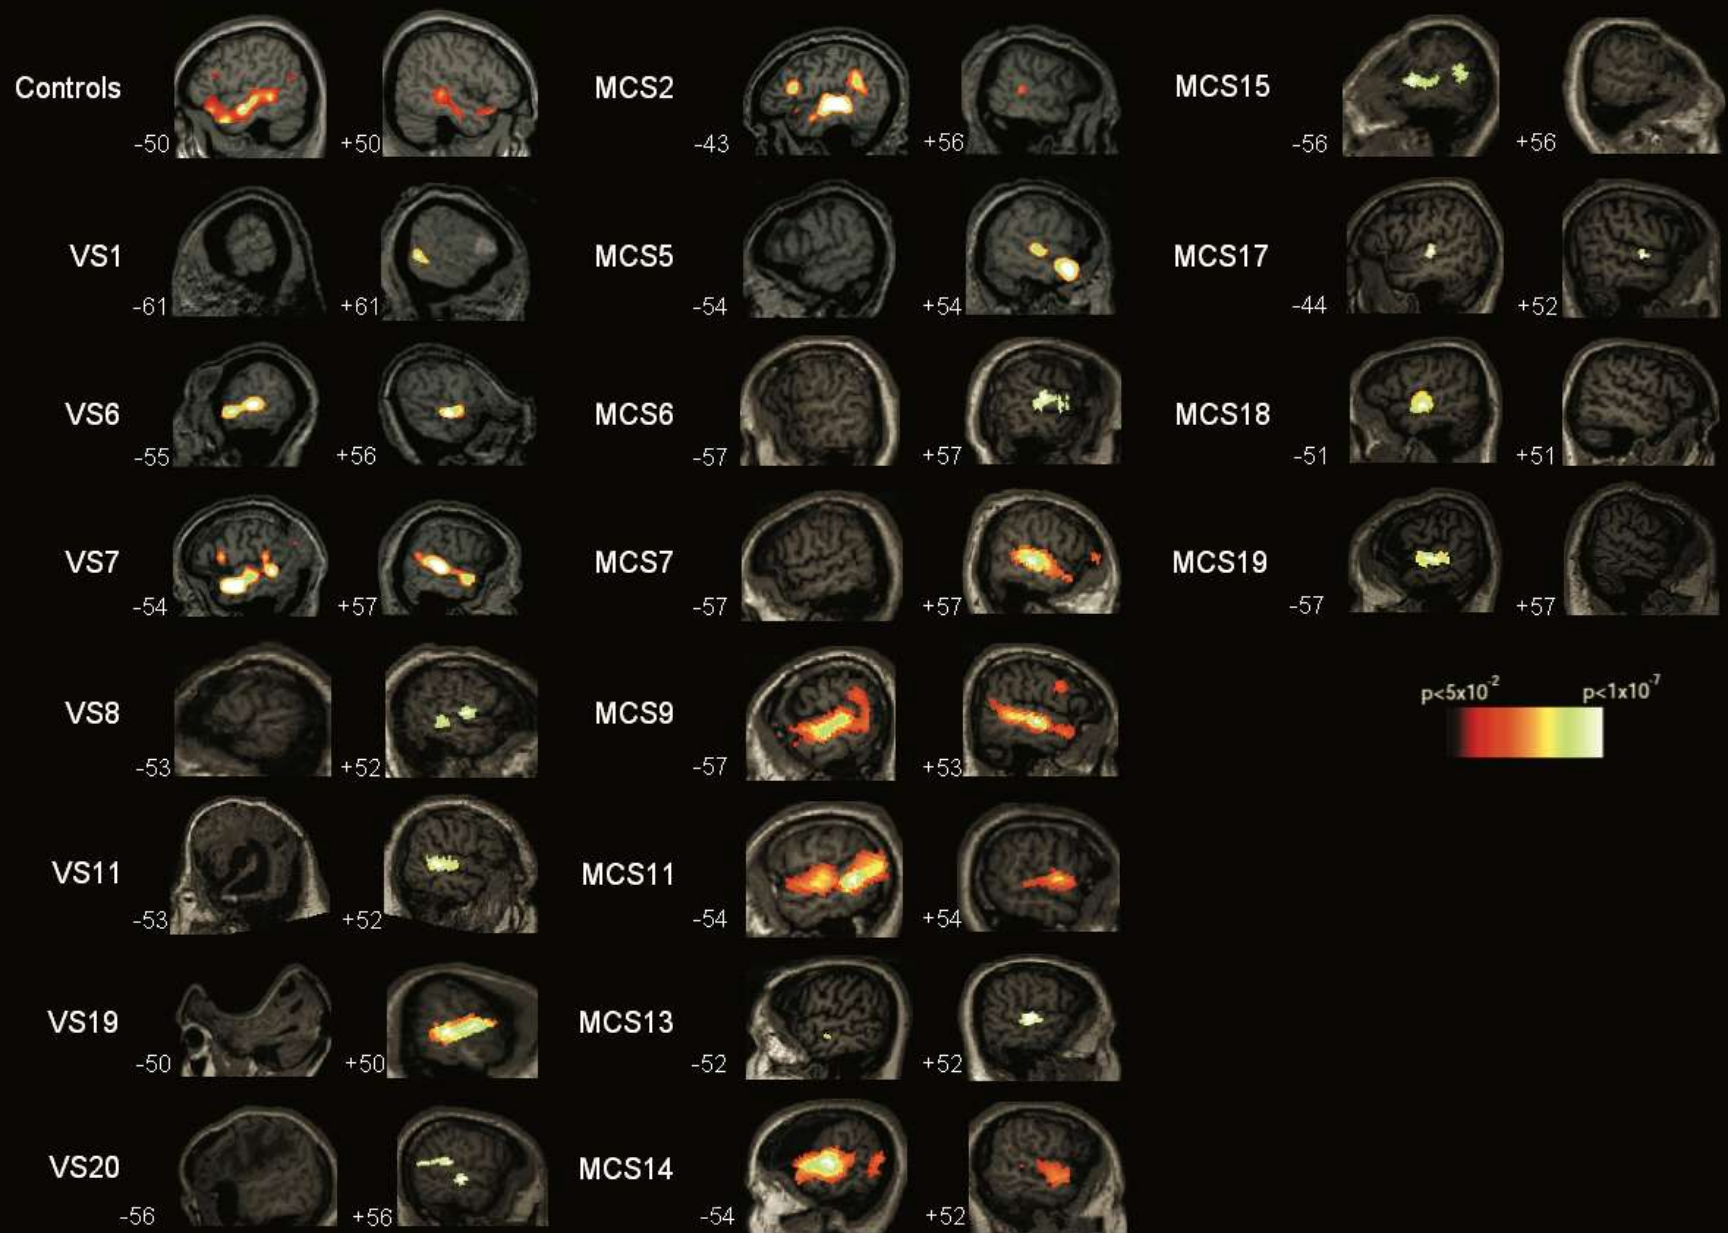 Controls
-50
+50
VS1
-61
+61
VS6
-55
+56
VS7
-54
+57
VS8
-53
+52
VS11
-53
+52
VS19
-50
+50
VS20
-56
+56
MCS2
-43
+56
MCS5
-54
+54
MCS6
-57
+57
MCS7
-57
+57
MCS9
-57
+53
MCS11
-54
+54
MCS13
-52
+52
MCS14
-54
+52
MCS15
-56
+56
MCS17
-44
+52
MCS18
-51
+51
MCS19
-57
+57
p<5x10⁻² p<1x10⁻⁷